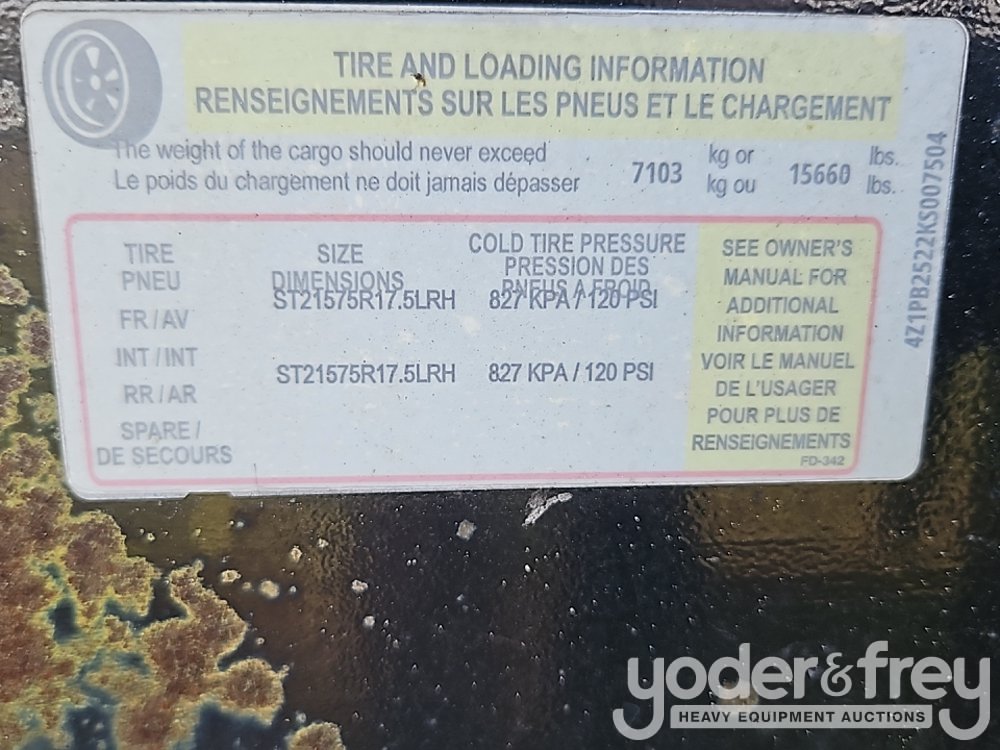 TIRE AND LOADING INFORMATION
RENSEIGNEMENTS SUR LES PNEUS ET LE CHARGEMENT
The weight of the cargo should never exceed 7103 kg or 15660 lbs.
Le poids du chargement ne doit jamais dépasser kg ou lbs.
4Z1PB2522KS007504
TIRE
PNEU
SIZE
DIMENSIONS
COLD TIRE PRESSURE
PRESSION DES
PNEUS A FROID
FR / AV
ST21575R17.5LRH 827 KPA / 120 PSI
INT / INT
RR / AR
ST21575R17.5LRH 827 KPA / 120 PSI
SPARE /
DE SECOURS
SEE OWNER'S
MANUAL FOR
ADDITIONAL
INFORMATION
VOIR LE MANUEL
DE L'USAGER
POUR PLUS DE
RENSEIGNEMENTS
FD-342
yoder&frey
HEAVY EQUIPMENT AUCTIONS